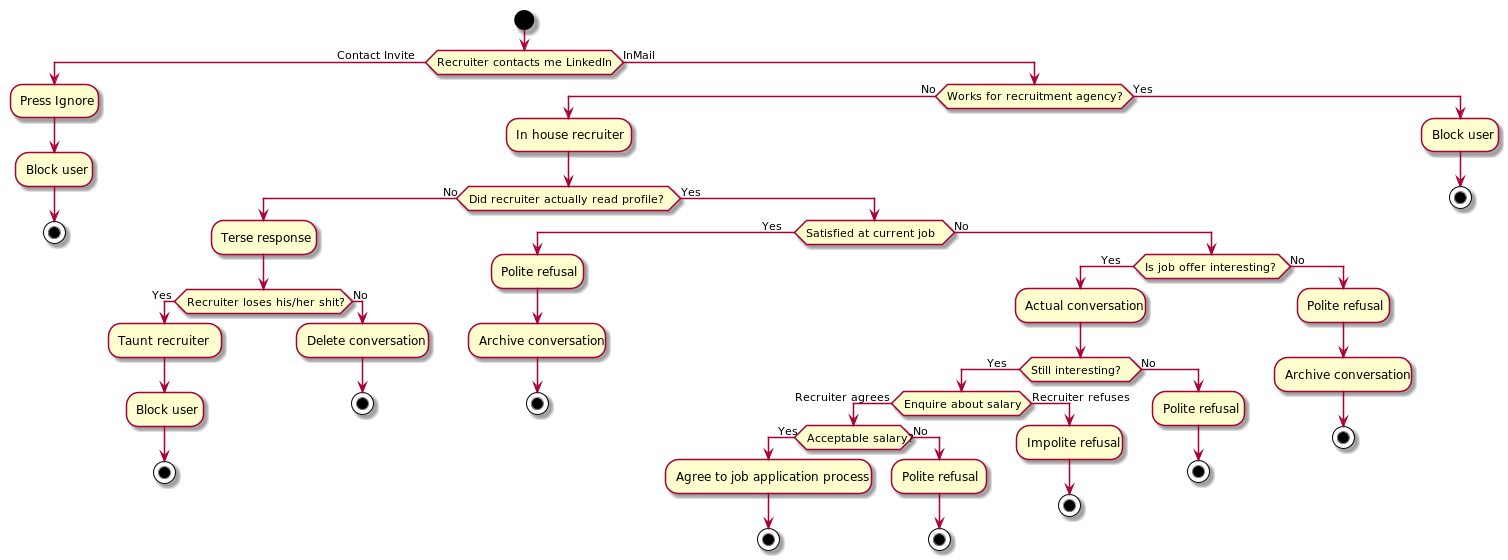 Contact Invite
Recruiter contacts me LinkedIn
InMail
Press Ignore
No
Works for recruitment agency?
Yes
In house recruiter
Block user
Block user
No
Did recruiter actually read profile?
Yes
Terse response
Yes
Satisfied at current job
No
Polite refusal
Is job offer interesting?
Yes
No
Yes
Recruiter loses his/her shit?
No
Actual conversation
Polite refusal
Taunt recruiter
Delete conversation
Archive conversation
Yes
Still interesting?
No
Archive conversation
Block user
Recruiter agrees
Enquire about salary
Recruiter refuses
Polite refusal
Yes
Acceptable salary?
No
Impolite refusal
Agree to job application process
Polite refusal